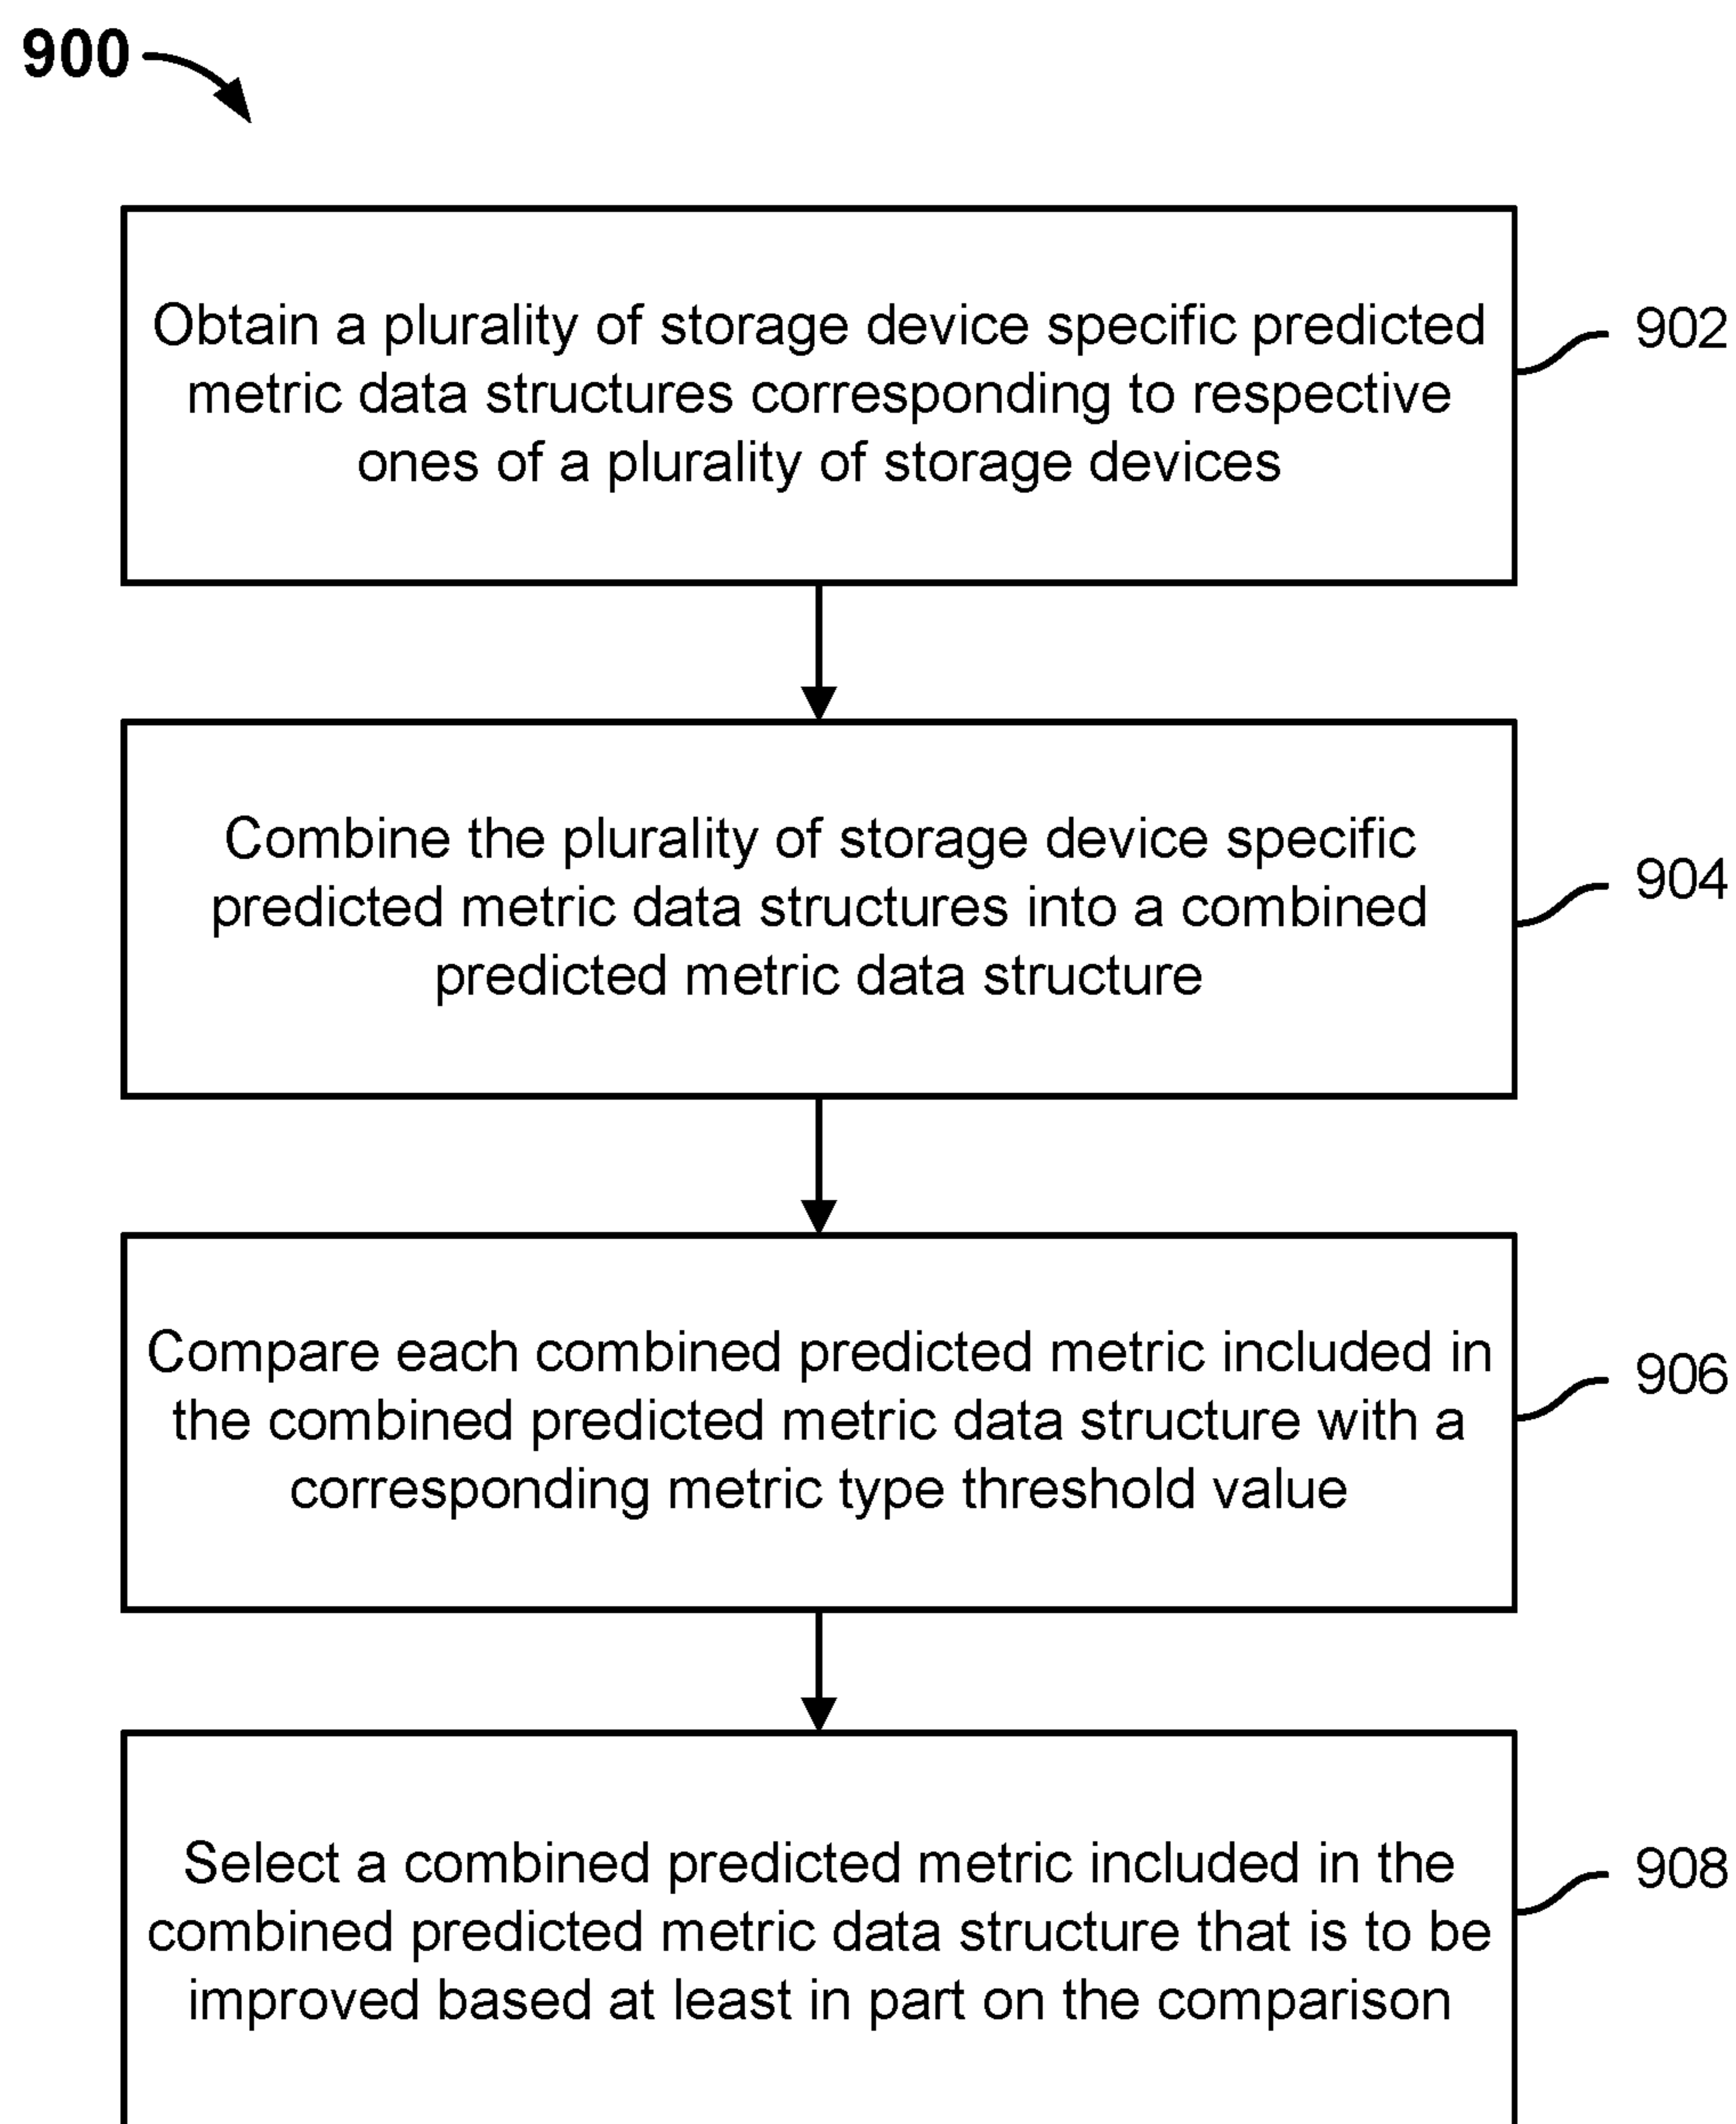 900
Obtain a plurality of storage device specific predicted
metric data structures corresponding to respective
ones of a plurality of storage devices
902
Combine the plurality of storage device specific
predicted metric data structures into a combined
predicted metric data structure
904
Compare each combined predicted metric included in
the combined predicted metric data structure with a
corresponding metric type threshold value
906
Select a combined predicted metric included in the
combined predicted metric data structure that is to be
improved based at least in part on the comparison
908